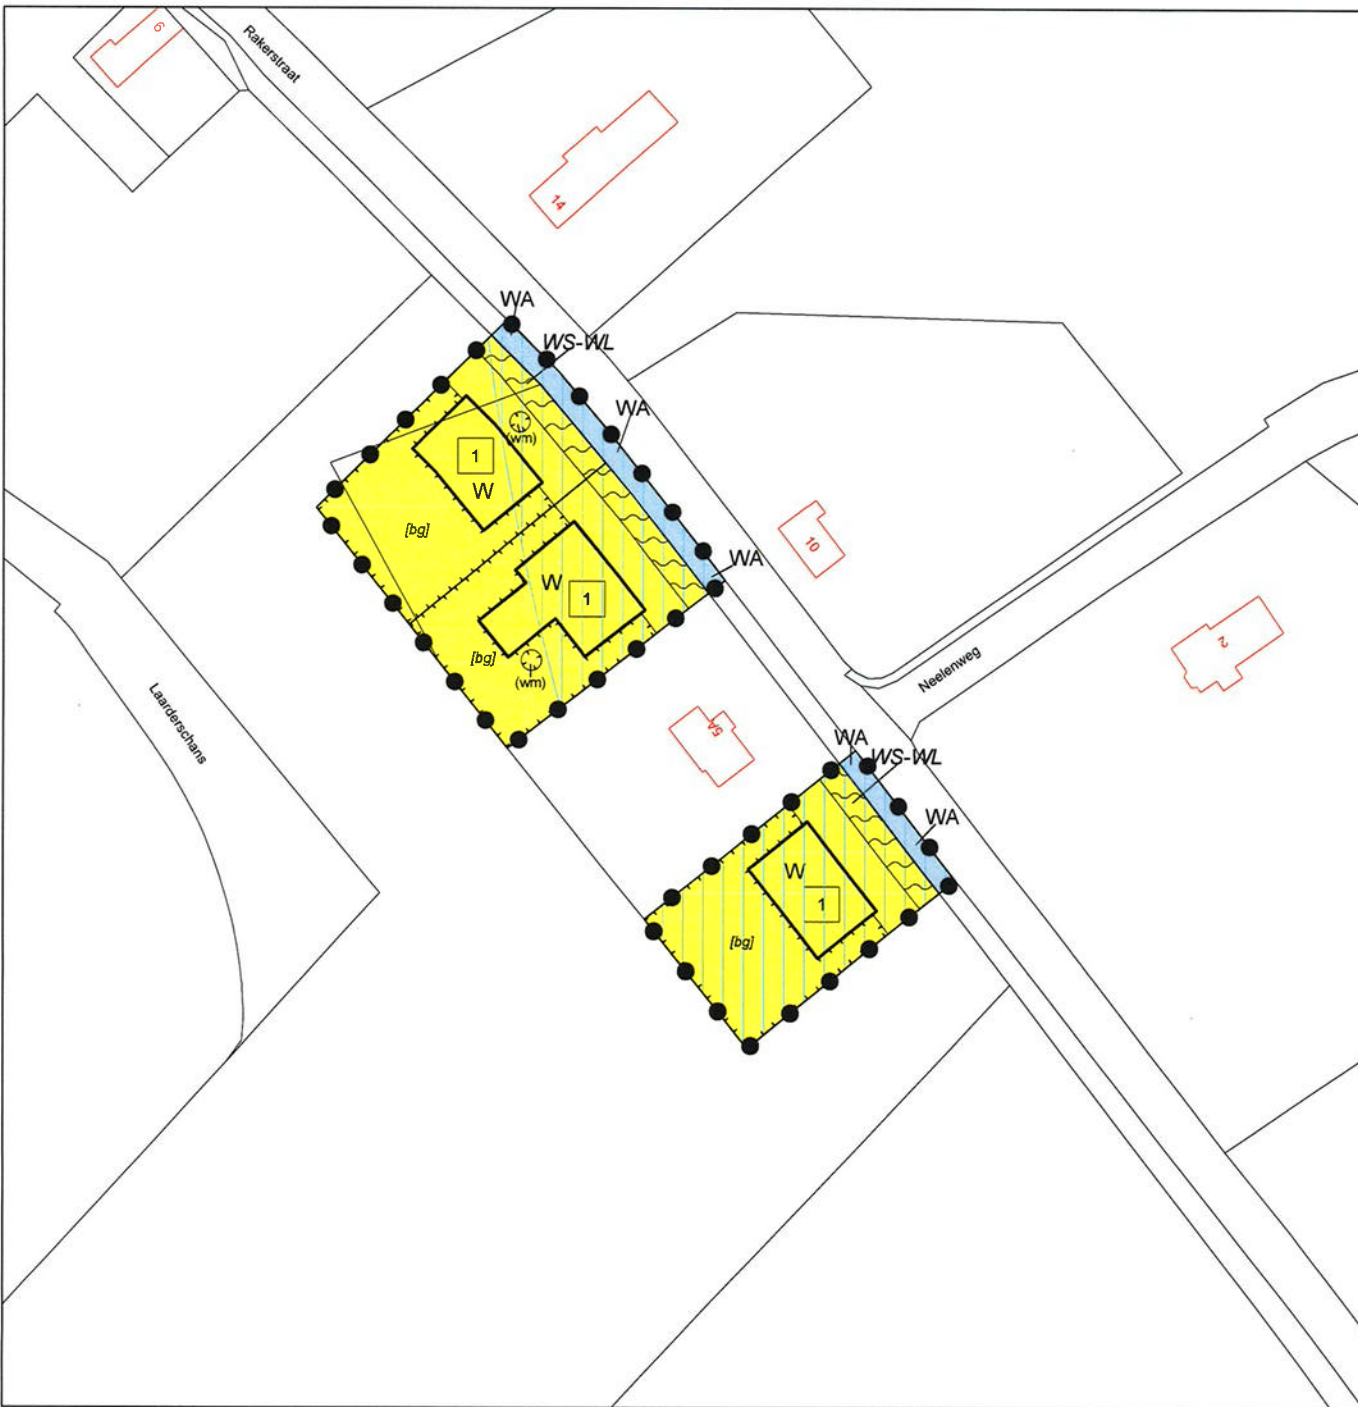 6
Rakerstraat
14
WA
WS-WL
WA
(wm)
1
W
[bg]
10
WA
W
1
[bg]
(wm)
2
Neelenweg
Laarderschans
5A
WA
WS-WL
WA
W
1
[bg]